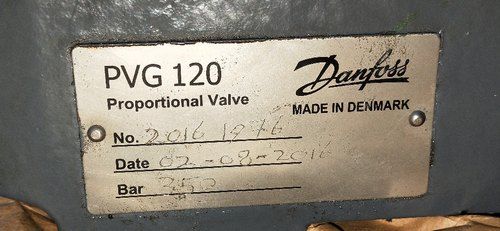 PVG 120
Proportional Valve
Danfoss
MADE IN DENMARK
No. 2016 1976
Date 02-08-2016
Bar 350